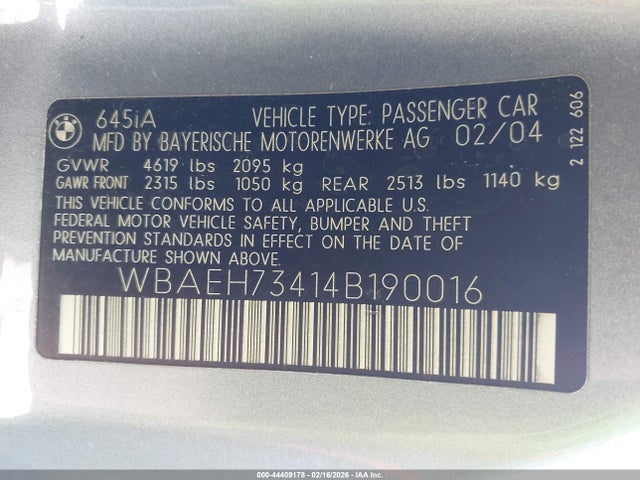 645iA VEHICLE TYPE: PASSENGER CAR
MFD BY BAYERISCHE MOTORENWERKE AG 02/04
GVWR 4619 lbs 2095 kg
GAWR FRONT 2315 lbs 1050 kg REAR 2513 lbs 1140 kg
THIS VEHICLE CONFORMS TO ALL APPLICABLE U.S.
FEDERAL MOTOR VEHICLE SAFETY, BUMPER AND THEFT
PREVENTION STANDARDS IN EFFECT ON THE DATE OF
MANUFACTURE SHOWN ABOVE.
WBAEH73414B190016
2 122 606
BMW
000-44409178 - 02/16/2026 - IAAI.com